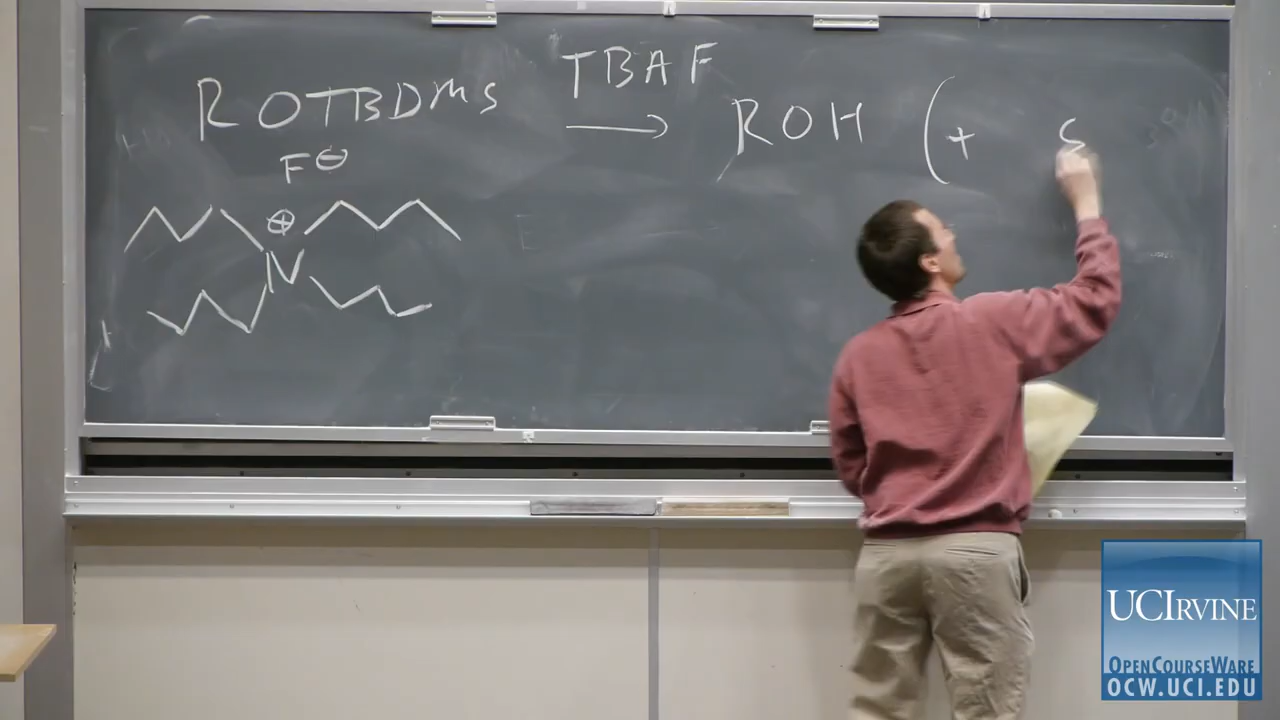 TBAF
ROTBDMS → ROH (+ S
F⊖
⊕
N
UCIRVINE
OPENCOURSEWARE
OCW.UCI.EDU